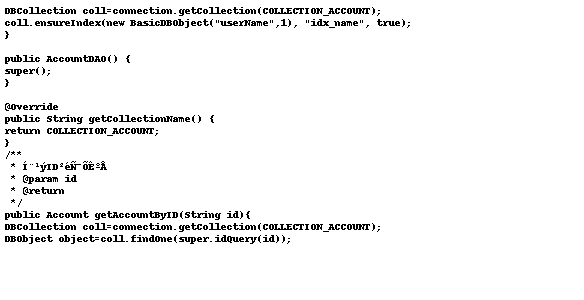 DBCollection coll=connection.getCollection(COLLECTION_ACCOUNT);
coll.ensureIndex(new BasicDBObject("userName",1), "idx_name", true);
}
public AccountDAO() {
super();
}
@Override
public String getCollectionName() {
return COLLECTION_ACCOUNT;
}
/**
 * Í¨¹ýID²éÑ¯ÕË»§
 * @param id
 * @return
 */
public Account getAccountByID(String id){
DBCollection coll=connection.getCollection(COLLECTION_ACCOUNT);
DBObject object=coll.findOne(super.idQuery(id));